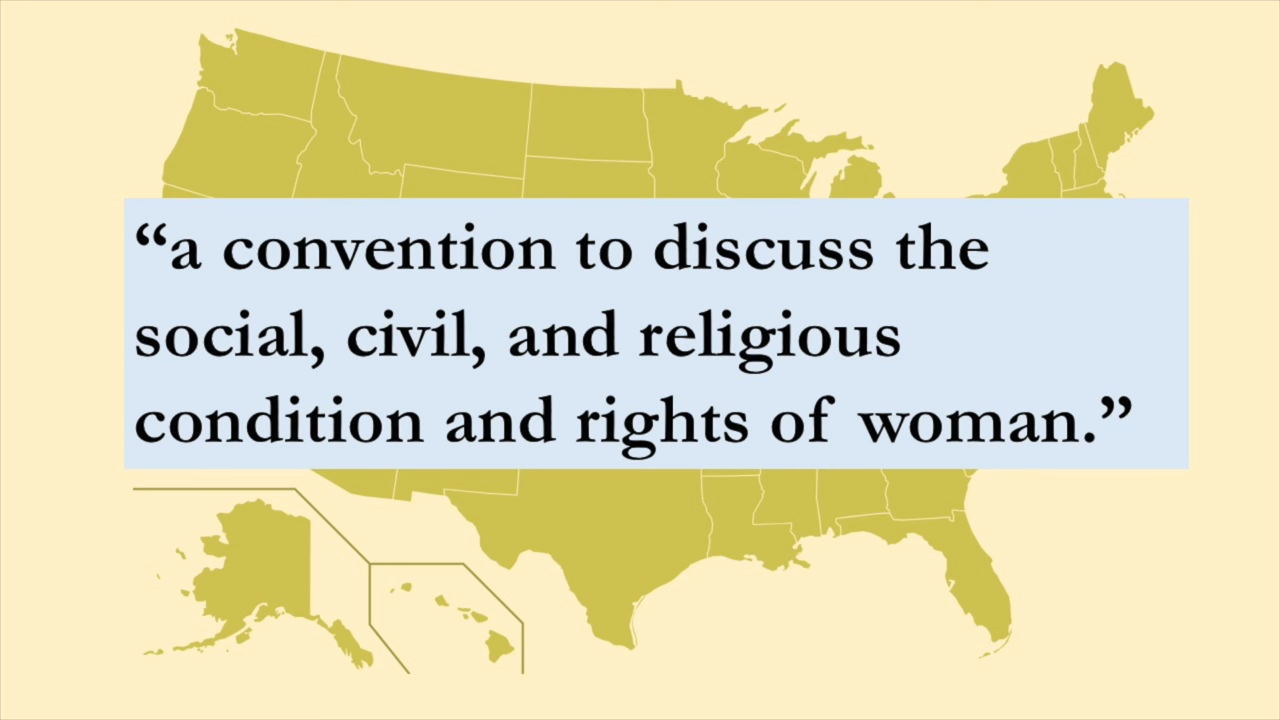 “a convention to discuss the
social, civil, and religious
condition and rights of woman.”